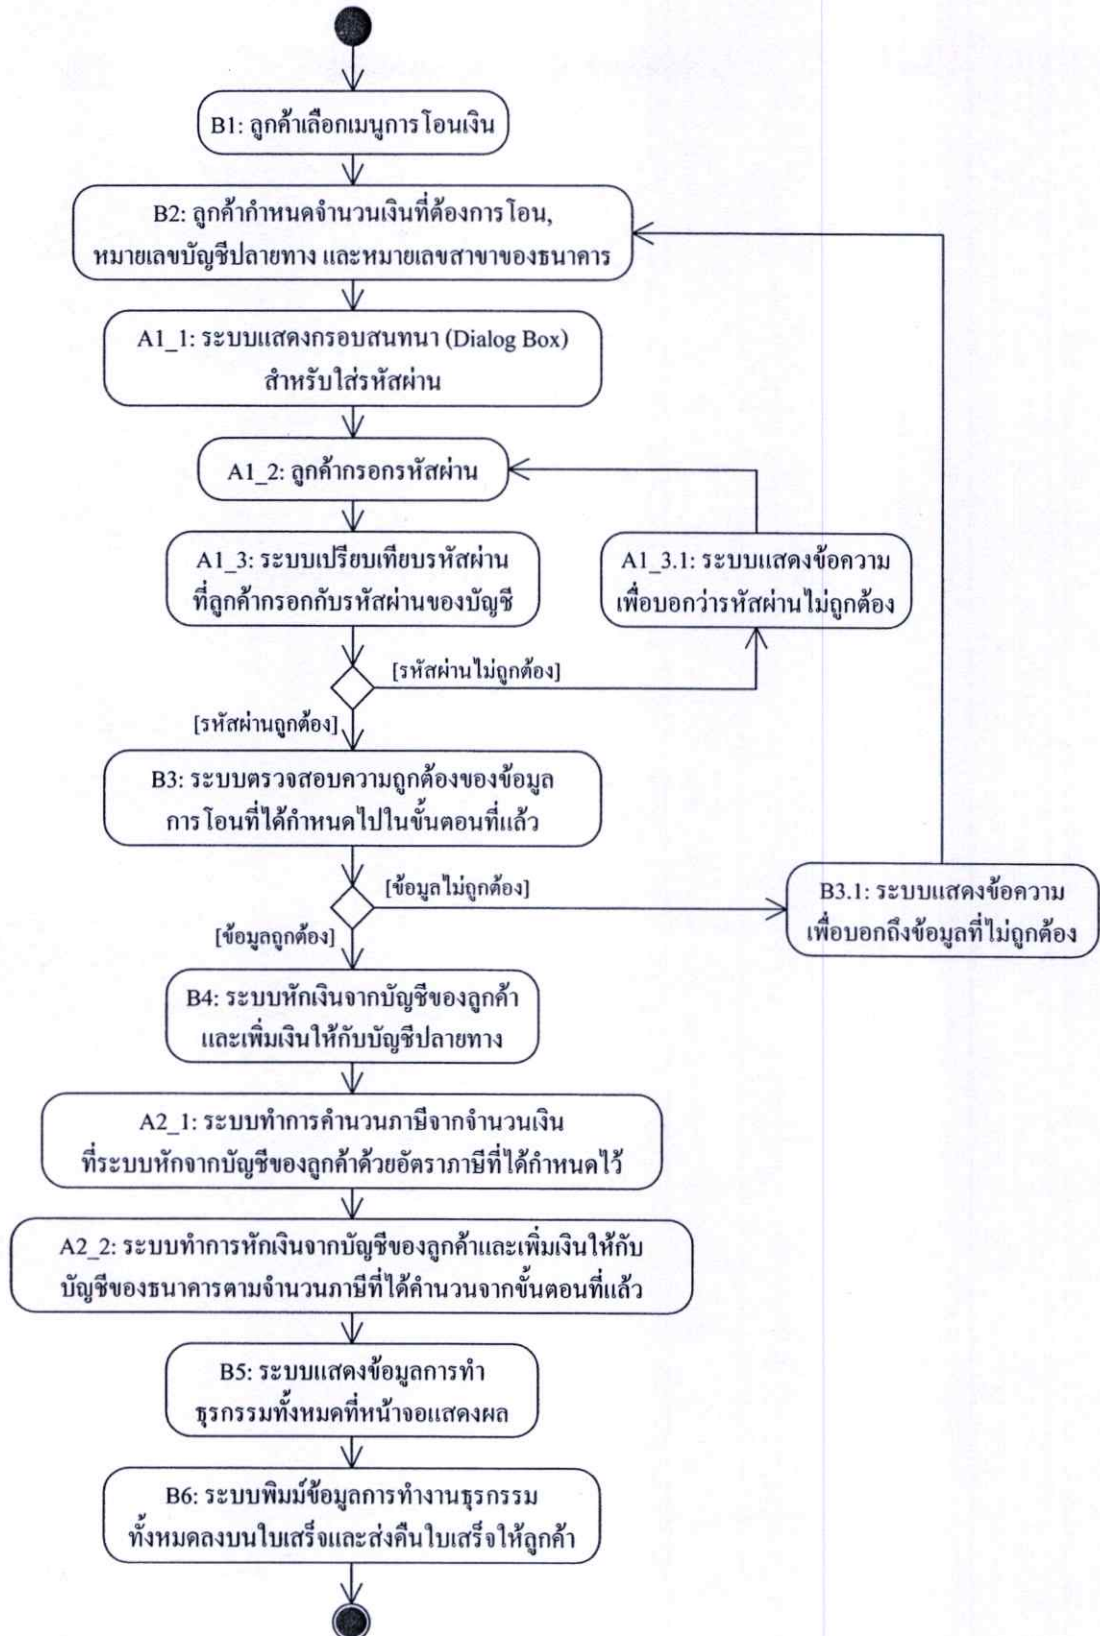 B1: ลูกค้าเลือกเมนูการโอนเงิน
B2: ลูกค้ากำหนดจำนวนเงินที่ต้องการโอน,
หมายเลขบัญชีปลายทาง และหมายเลขสาขาของธนาคาร
A1_1: ระบบแสดงกรอบสนทนา (Dialog Box)
สำหรับใส่รหัสผ่าน
A1_2: ลูกค้ากรอกรหัสผ่าน
A1_3: ระบบเปรียบเทียบรหัสผ่าน
ที่ลูกค้ากรอกกับรหัสผ่านของบัญชี
A1_3.1: ระบบแสดงข้อความ
เพื่อบอกว่ารหัสผ่านไม่ถูกต้อง
[รหัสผ่านไม่ถูกต้อง]
[รหัสผ่านถูกต้อง]
B3: ระบบตรวจสอบความถูกต้องของข้อมูล
การโอนที่ได้กำหนดไปในขั้นตอนที่แล้ว
[ข้อมูลไม่ถูกต้อง]
B3.1: ระบบแสดงข้อความ
เพื่อบอกถึงข้อมูลที่ไม่ถูกต้อง
[ข้อมูลถูกต้อง]
B4: ระบบหักเงินจากบัญชีของลูกค้า
และเพิ่มเงินให้กับบัญชีปลายทาง
A2_1: ระบบทำการคำนวนภาษีจากจำนวนเงิน
ที่ระบบหักจากบัญชีของลูกค้าด้วยอัตราภาษีที่ได้กำหนดไว้
A2_2: ระบบทำการหักเงินจากบัญชีของลูกค้าและเพิ่มเงินให้กับ
บัญชีของธนาคารตามจำนวนภาษีที่ได้คำนวนจากขั้นตอนที่แล้ว
B5: ระบบแสดงข้อมูลการทำ
ธุรกรรมทั้งหมดที่หน้าจอแสดงผล
B6: ระบบพิมม์ข้อมูลการทำงานธุรกรรม
ทั้งหมดลงบนใบเสร็จและส่งคืนใบเสร็จให้ลูกค้า